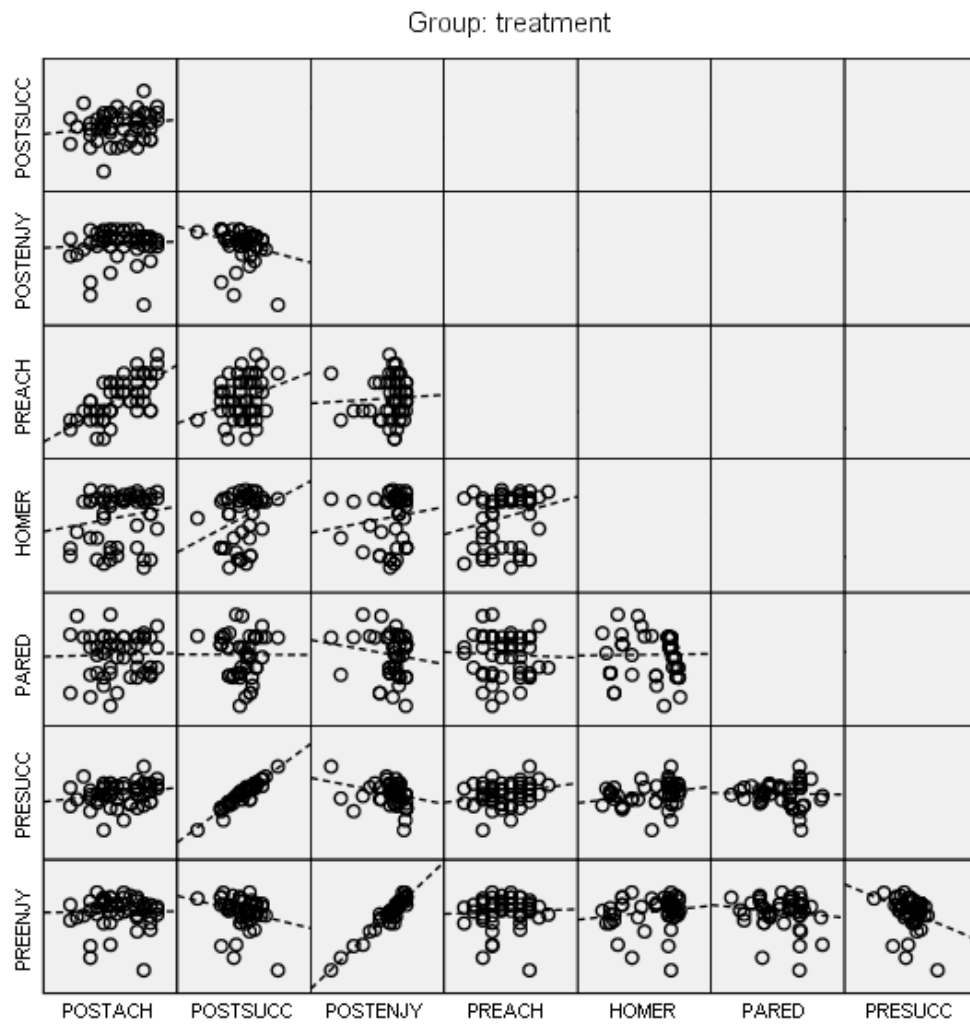 Group: treatment
POSTSUCC
POSTENJY
PREACH
HOMER
PARED
PRESUCC
PREENJY
POSTACH POSTSUCC POSTENJY PREACH HOMER PARED PRESUCC